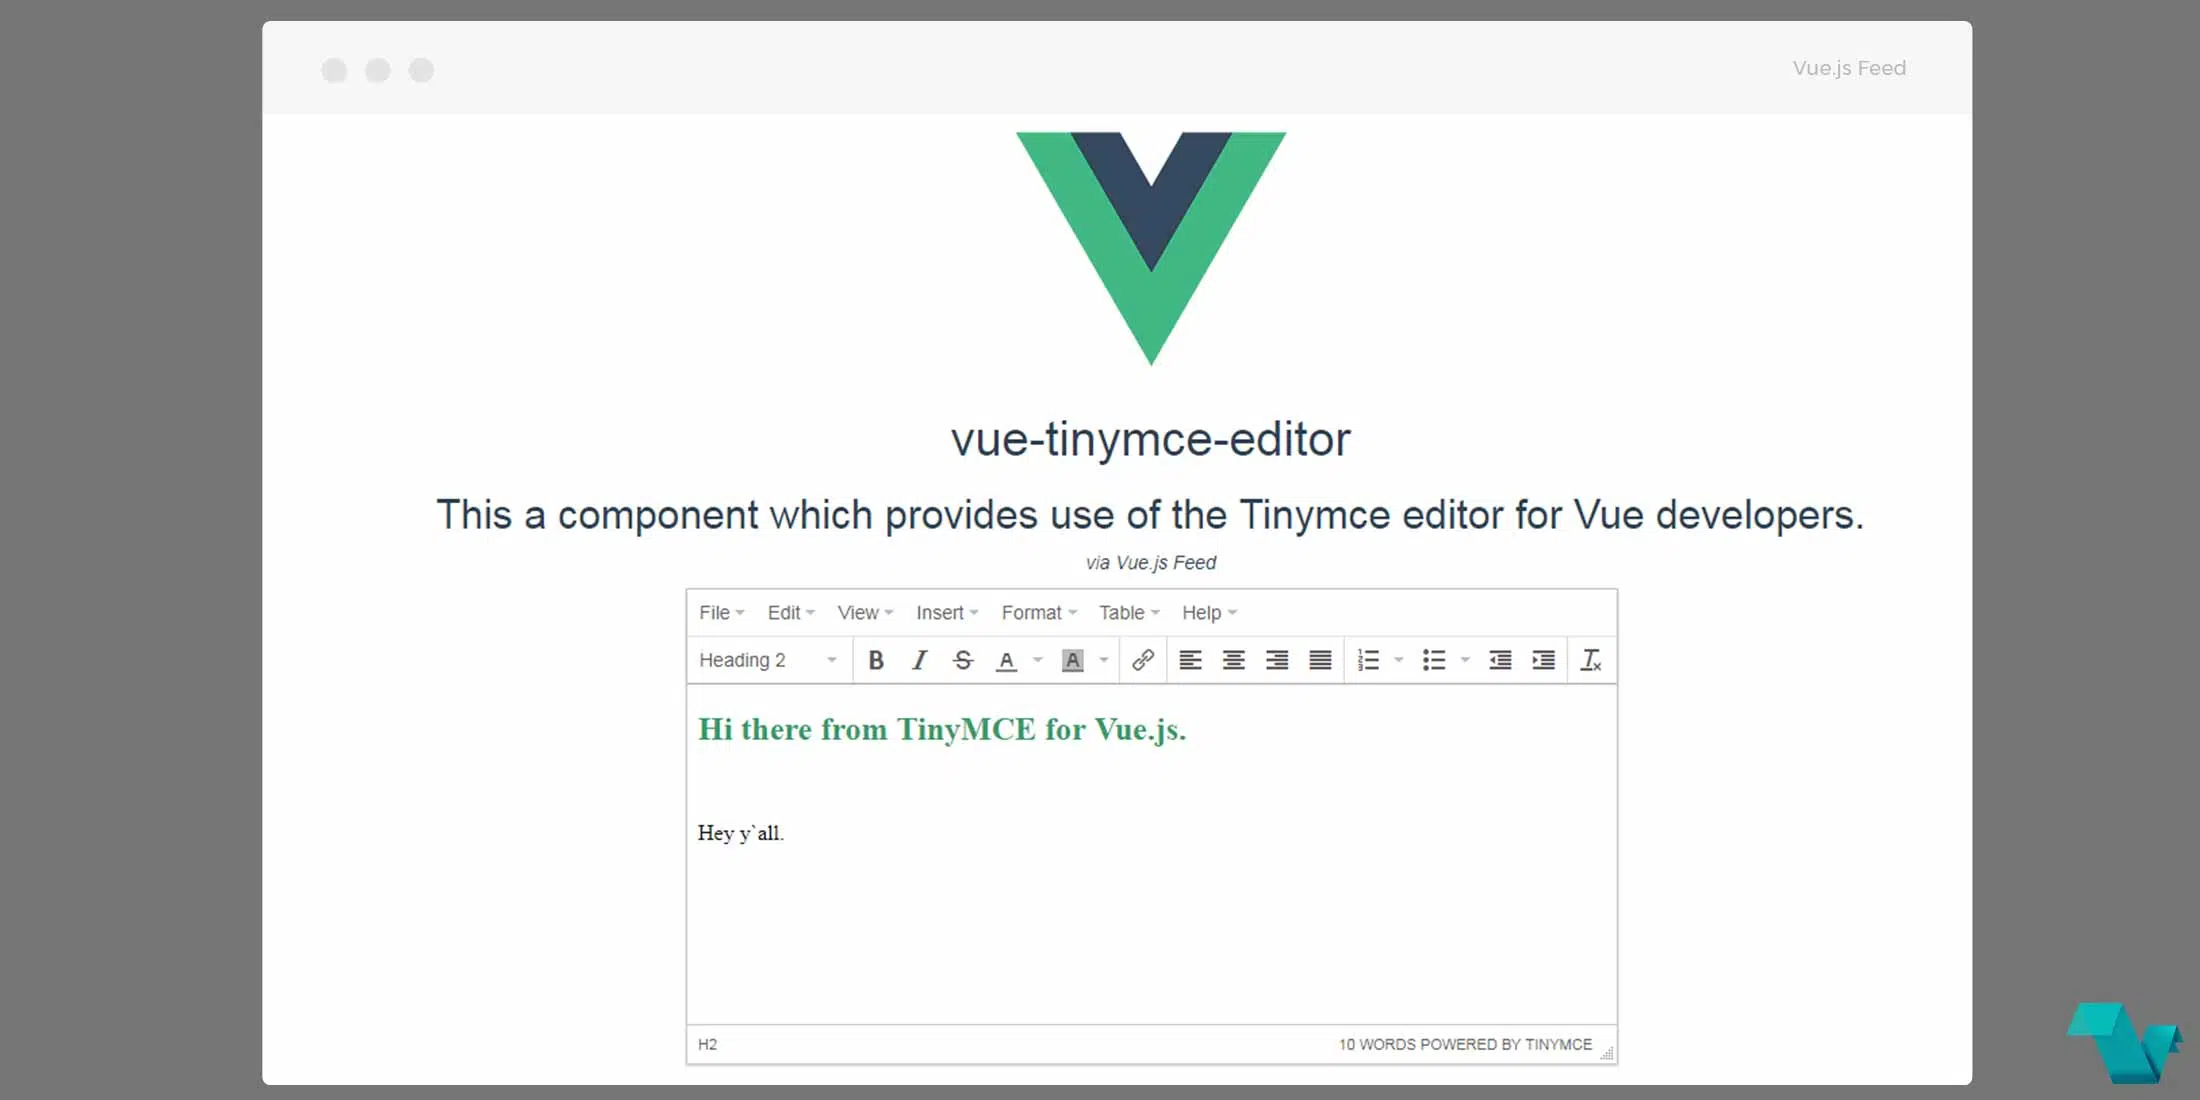 Vue.js Feed
vue-tinymce-editor
This a component which provides use of the Tinymce editor for Vue developers.
via Vue.js Feed
File Edit View Insert Format Table Help
Heading 2 B I S A A
Hi there from TinyMCE for Vue.js.
Hey y`all.
H2 10 WORDS POWERED BY TINYMCE